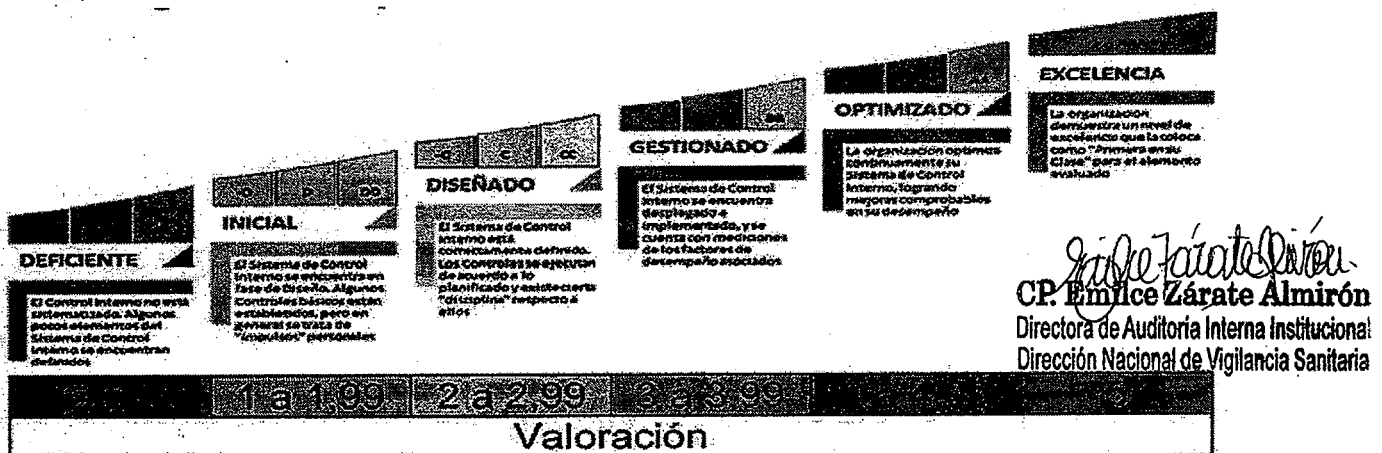 DEFICIENTE
El Control Interno no está
sistematizado. Algunos
pocos elementos del
Sistema de Control
Interno se encuentran
definidos
INICIAL
El Sistema de Control
Interno se encuentra en
fase de Diseño. Algunos
Controles básicos están
establecidos, pero en
general se trata de
"impulsos" personales
DISEÑADO
El Sistema de Control
Interno está
correctamente definido.
Los Controles se ejecutan
de acuerdo a lo
planificado y existe cierta
"disciplina" respecto a
ellos
GESTIONADO
El Sistema de Control
Interno se encuentra
desplegado e
implementado, y se
cuenta con mediciones
de los factores de
desempeño asociados
OPTIMIZADO
La organización optimiza
continuamente su
Sistema de Control
Interno, logrando
mejoras comprobables
en su desempeño
EXCELENCIA
La organización
demuestra un nivel de
excelencia que la coloca
como "Primera en su
Clase" para el elemento
evaluado
CP. Emilce Zárate Almirón
Directora de Auditoría Interna Institucional
Dirección Nacional de Vigilancia Sanitaria
1 a 1,99 2 a 2,99 3 a 3,99
Valoración